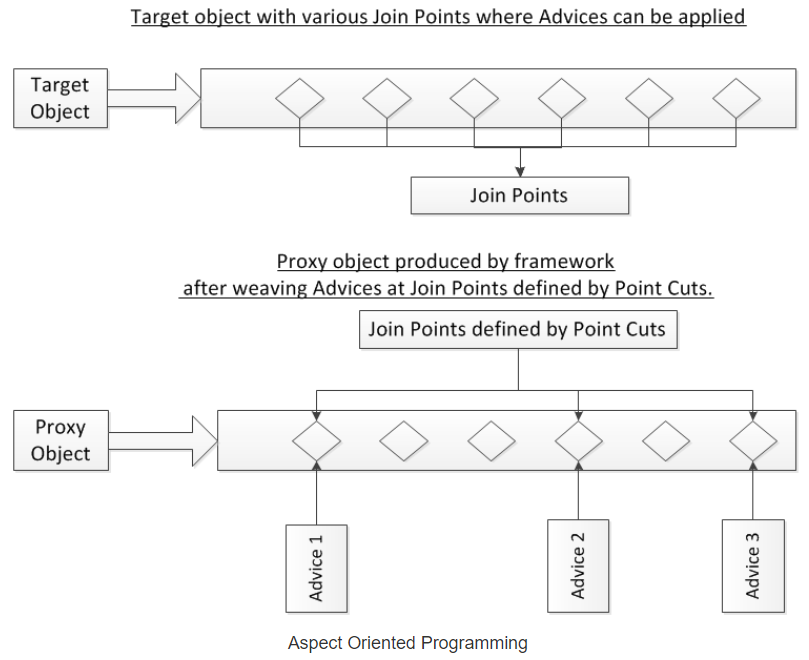 Target object with various Join Points where Advices can be applied
Target
Object
Join Points
Proxy object produced by framework
after weaving Advices at Join Points defined by Point Cuts.
Join Points defined by Point Cuts
Proxy
Object
Advice 1
Advice 2
Advice 3
Aspect Oriented Programming